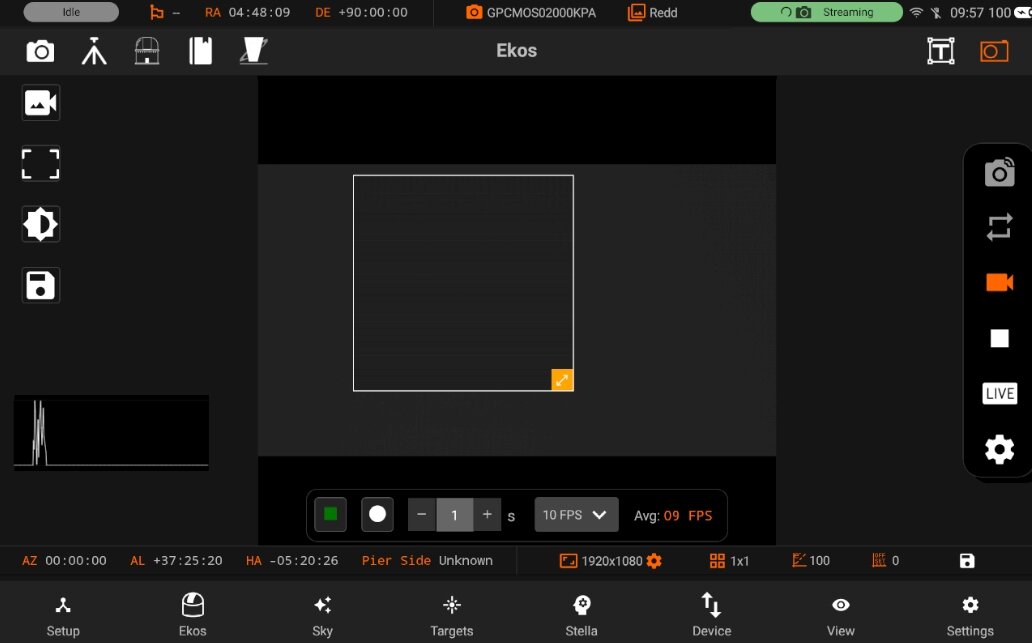 Idle -- RA 04:48:09 DE +90:00:00 GPCMOS02000KPA Redd Streaming 09:57 100
Ekos
LIVE
1 s 10 FPS Avg: 09 FPS
AZ 00:00:00 AL +37:25:20 HA -05:20:26 Pier Side Unknown 1920x1080 1x1 100 0
Setup Ekos Sky Targets Stella Device View Settings